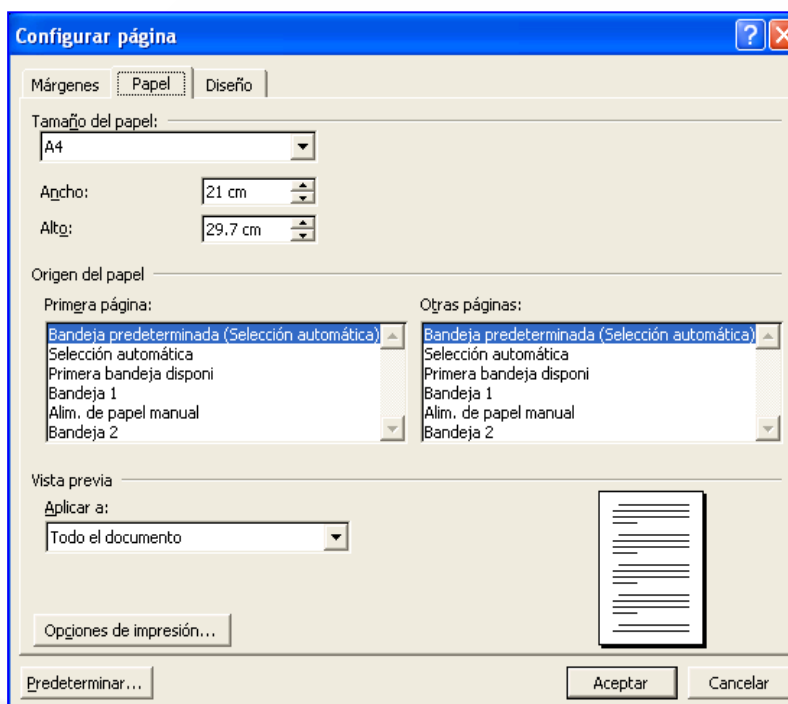 Configurar página
Márgenes Papel Diseño
Tamaño del papel:
A4
Ancho: 21 cm
Alto: 29.7 cm
Origen del papel
Primera página: Otras páginas:
Bandeja predeterminada (Selección automática) Bandeja predeterminada (Selección automática)
Selección automática Selección automática
Primera bandeja disponi Primera bandeja disponi
Bandeja 1 Bandeja 1
Alim. de papel manual Alim. de papel manual
Bandeja 2 Bandeja 2
Vista previa
Aplicar a:
Todo el documento
Opciones de impresión...
Predeterminar... Aceptar Cancelar